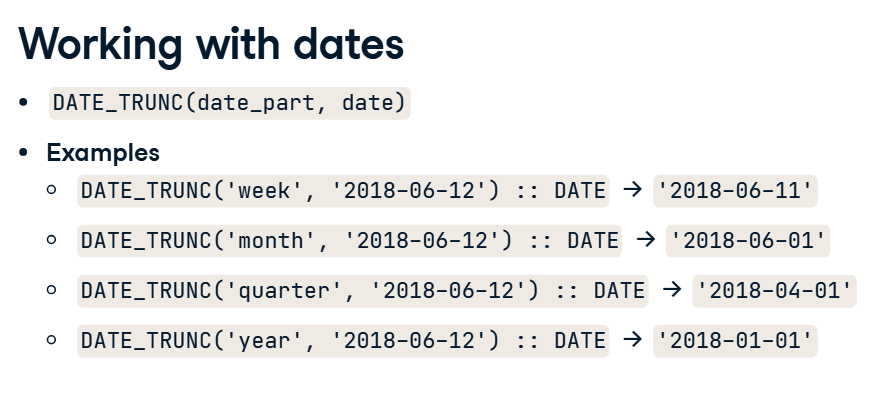 Working with dates
• DATE_TRUNC(date_part, date)
• Examples
○ DATE_TRUNC('week', '2018-06-12') :: DATE → '2018-06-11'
○ DATE_TRUNC('month', '2018-06-12') :: DATE → '2018-06-01'
○ DATE_TRUNC('quarter', '2018-06-12') :: DATE → '2018-04-01'
○ DATE_TRUNC('year', '2018-06-12') :: DATE → '2018-01-01'